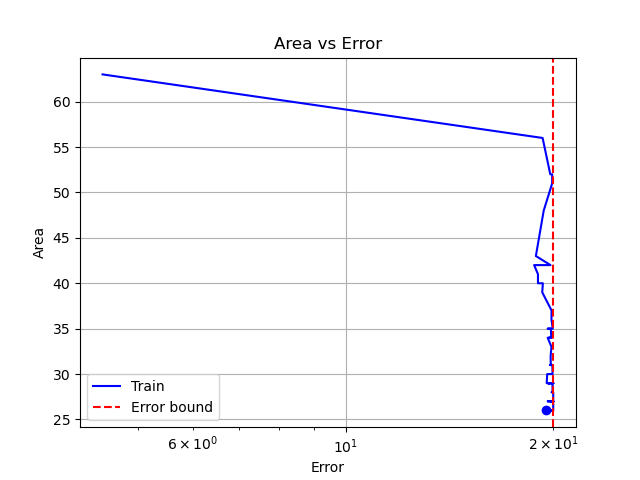 Area vs Error
60
55
50
45
40
35
30
25
Area
Train
Error bound
6 × 10⁰
10¹
2 × 10¹
Error